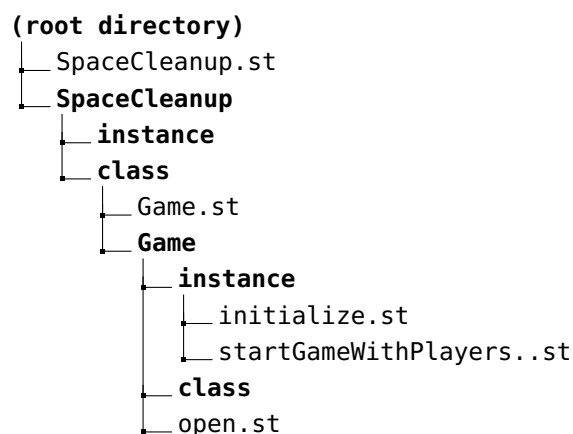 (root directory)
SpaceCleanup.st
SpaceCleanup
instance
class
Game.st
Game
instance
initialize.st
startGameWithPlayers..st
class
open.st